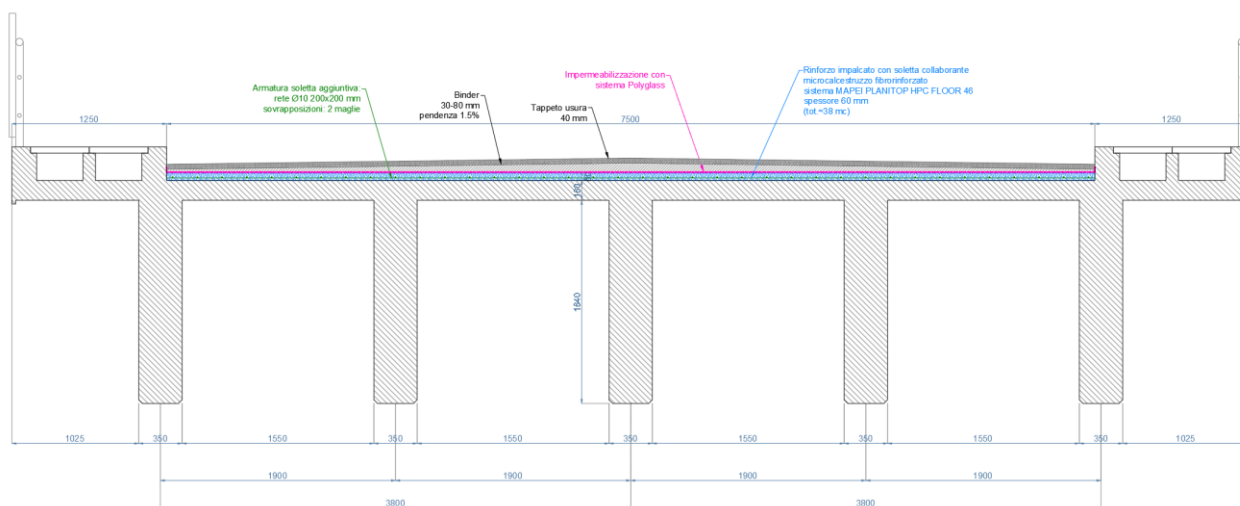 Impermeabilizzazione con
sistema Polyglass
Rinforzo impalcato con soletta collaborante
microcalcestruzzo fibrorinforzato
sistema MAPEI PLANITOP HPC FLOOR 46
spessore 60 mm
(tot.≈38 mc)
Armatura soletta aggiuntiva:
rete Ø10 200x200 mm
sovrapposizioni: 2 maglie
Binder
30-80 mm
pendenza 1.5%
Tappeto usura
40 mm
1250
7500
1250
160
1640
1025
350
1550
350
1550
350
1550
350
1550
350
1025
1900
1900
1900
1900
3800
3800